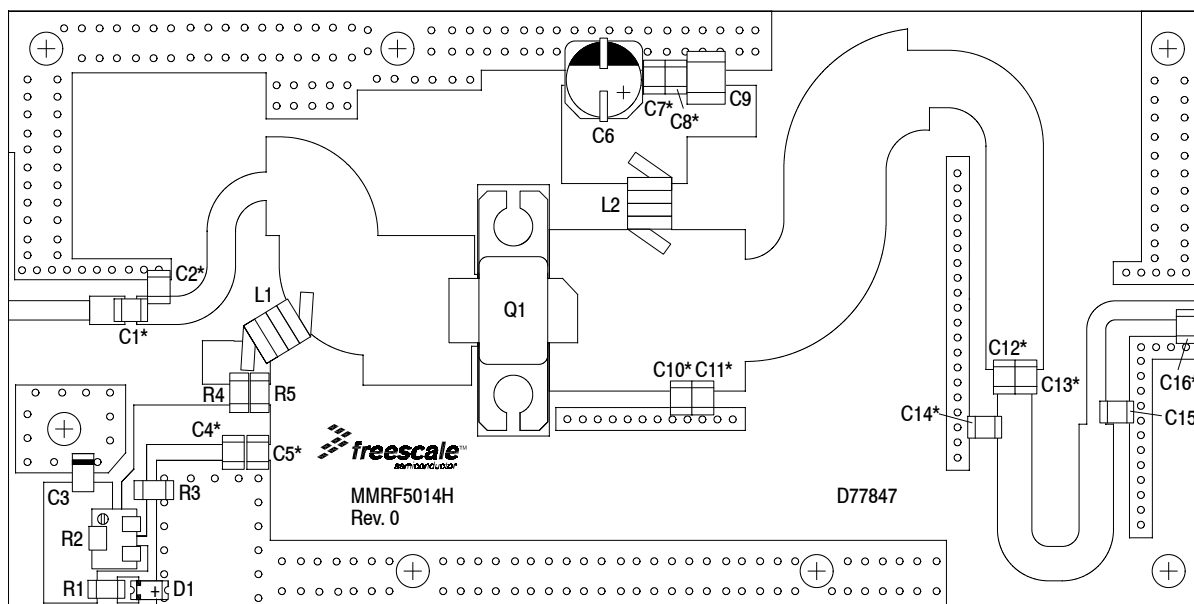 C6
C7*
C8*
C9
L2
C2*
L1
C1*
Q1
R4
R5
C10*
C11*
C12*
C13*
C16*
C14*
C15
C4*
C5*
freescale™
semiconductor
C3
R3
MMRF5014H
Rev. 0
D77847
R2
R1
D1